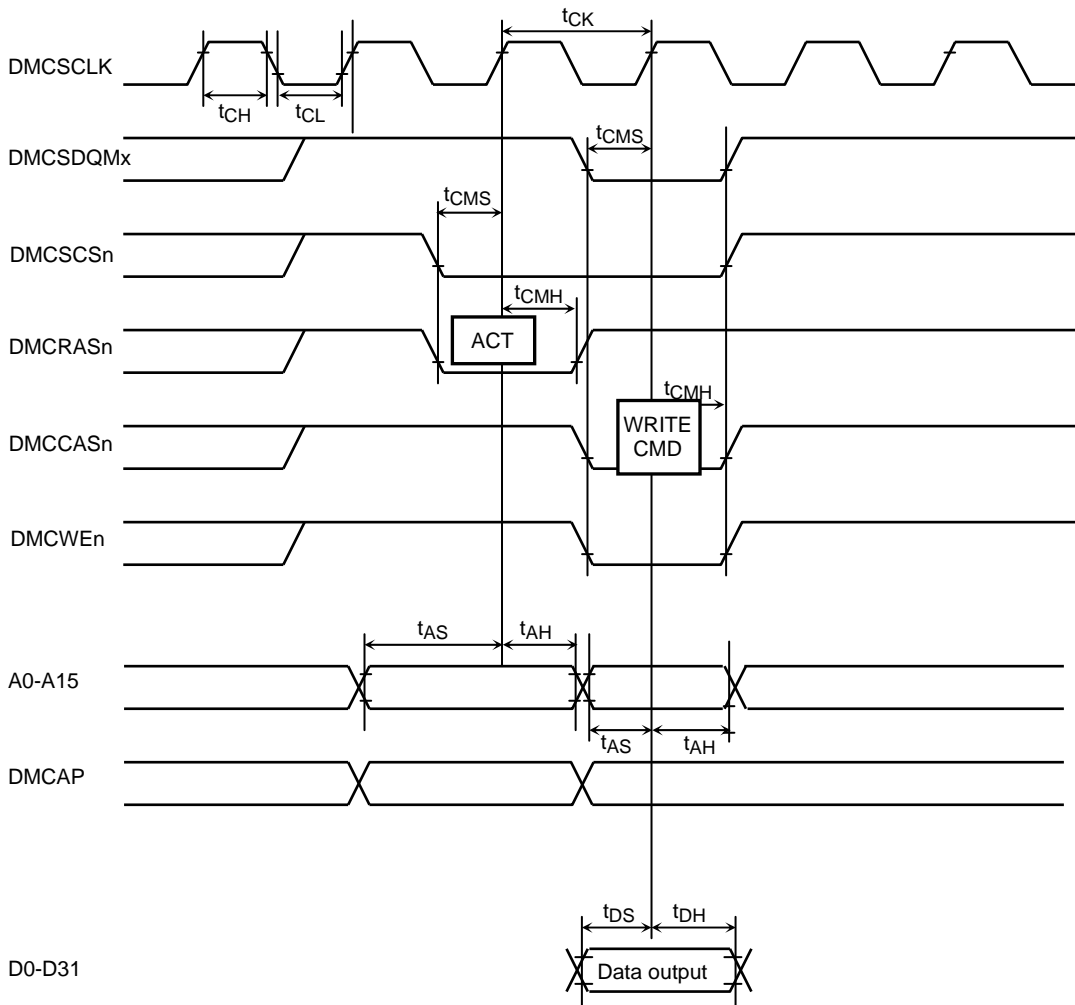 tCK
DMCSCLK
tCH tCL
tCMS
DMCSDQMx
tCMS
DMCSCSn
tCMH
DMCRASn
ACT
tCMH
DMCCASn
WRITE
CMD
DMCWEn
tAS tAH
A0-A15
tAS tAH
DMCAP
tDS tDH
D0-D31
Data output